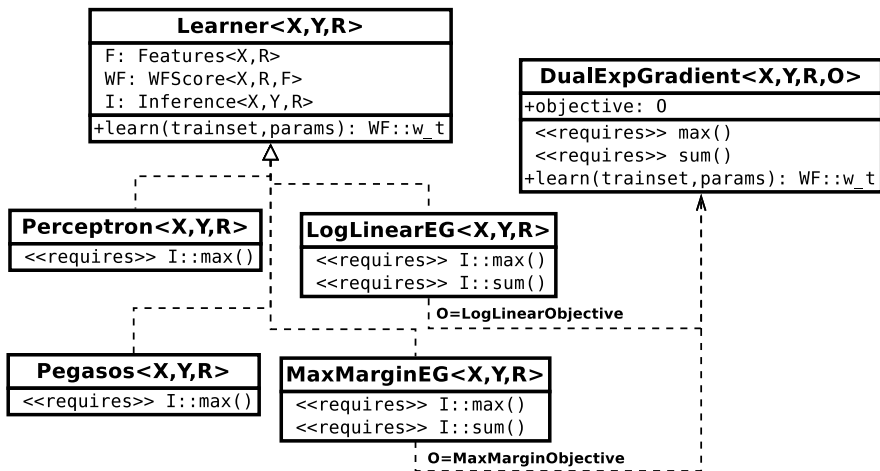 Learner<X,Y,R>
F: Features<X,R>
WF: WFScore<X,R,F>
I: Inference<X,Y,R>
+learn(trainset,params): WF::w_t
DualExpGradient<X,Y,R,O>
+objective: O
<<requires>> max()
<<requires>> sum()
+learn(trainset,params): WF::w_t
Perceptron<X,Y,R>
<<requires>> I::max()
LogLinearEG<X,Y,R>
<<requires>> I::max()
<<requires>> I::sum()
O=LogLinearObjective
Pegasos<X,Y,R>
<<requires>> I::max()
MaxMarginEG<X,Y,R>
<<requires>> I::max()
<<requires>> I::sum()
O=MaxMarginObjective